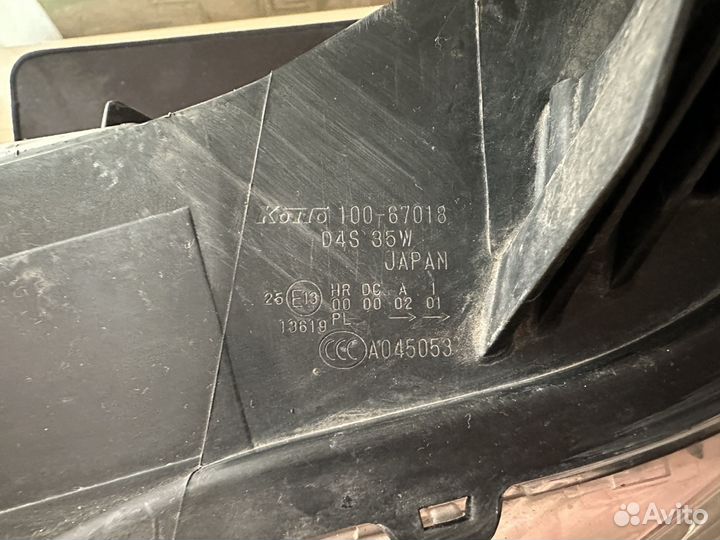 KOITO 100-67018
D4S 35W
JAPAN
HR DC A 1
25 E13 00 00 02 01
13619 PL
CCC A045053
Avito